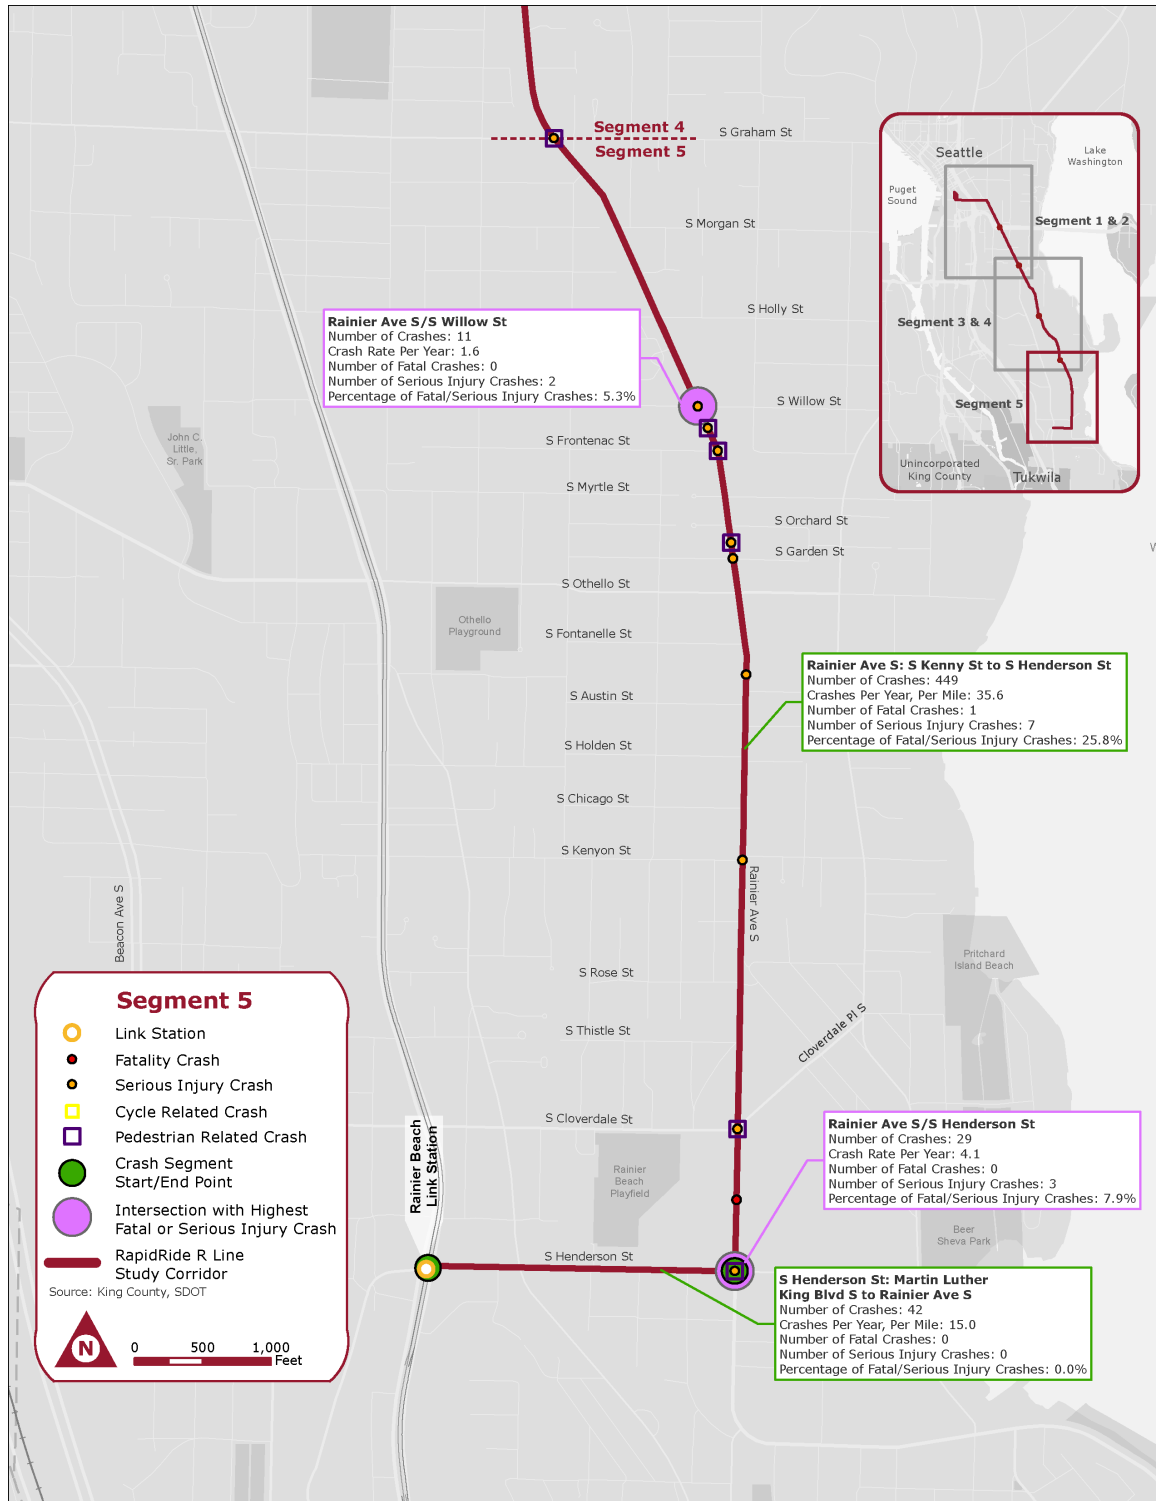 Segment 4
Segment 5
S Graham St
S Morgan St
S Holly St
Seattle
Lake
Washington
Puget
Sound
Segment 1 & 2
Segment 3 & 4
Segment 5
Unincorporated
King County
Tukwila
Rainier Ave S/S Willow St
Number of Crashes: 11
Crash Rate Per Year: 1.6
Number of Fatal Crashes: 0
Number of Serious Injury Crashes: 2
Percentage of Fatal/Serious Injury Crashes: 5.3%
S Willow St
S Frontenac St
John C.
Little,
Sr. Park
S Myrtle St
S Orchard St
S Garden St
W
S Othello St
Othello
Playground
S Fontanelle St
Rainier Ave S: S Kenny St to S Henderson St
Number of Crashes: 449
Crashes Per Year, Per Mile: 35.6
Number of Fatal Crashes: 1
Number of Serious Injury Crashes: 7
Percentage of Fatal/Serious Injury Crashes: 25.8%
S Austin St
S Holden St
S Chicago St
S Kenyon St
Rainier Ave S
Beacon Ave S
Pritchard
Island Beach
S Rose St
S Thistle St
Cloverdale Pl S
S Cloverdale St
Rainier Beach
Link Station
Rainier
Beach
Playfield
Rainier Ave S/S Henderson St
Number of Crashes: 29
Crash Rate Per Year: 4.1
Number of Fatal Crashes: 0
Number of Serious Injury Crashes: 3
Percentage of Fatal/Serious Injury Crashes: 7.9%
Beer
Sheva Park
S Henderson St
S Henderson St: Martin Luther
King Blvd S to Rainier Ave S
Number of Crashes: 42
Crashes Per Year, Per Mile: 15.0
Number of Fatal Crashes: 0
Number of Serious Injury Crashes: 0
Percentage of Fatal/Serious Injury Crashes: 0.0%
Segment 5
Link Station
Fatality Crash
Serious Injury Crash
Cycle Related Crash
Pedestrian Related Crash
Crash Segment
Start/End Point
Intersection with Highest
Fatal or Serious Injury Crash
RapidRide R Line
Study Corridor
Source: King County, SDOT
N
0 500 1,000
Feet